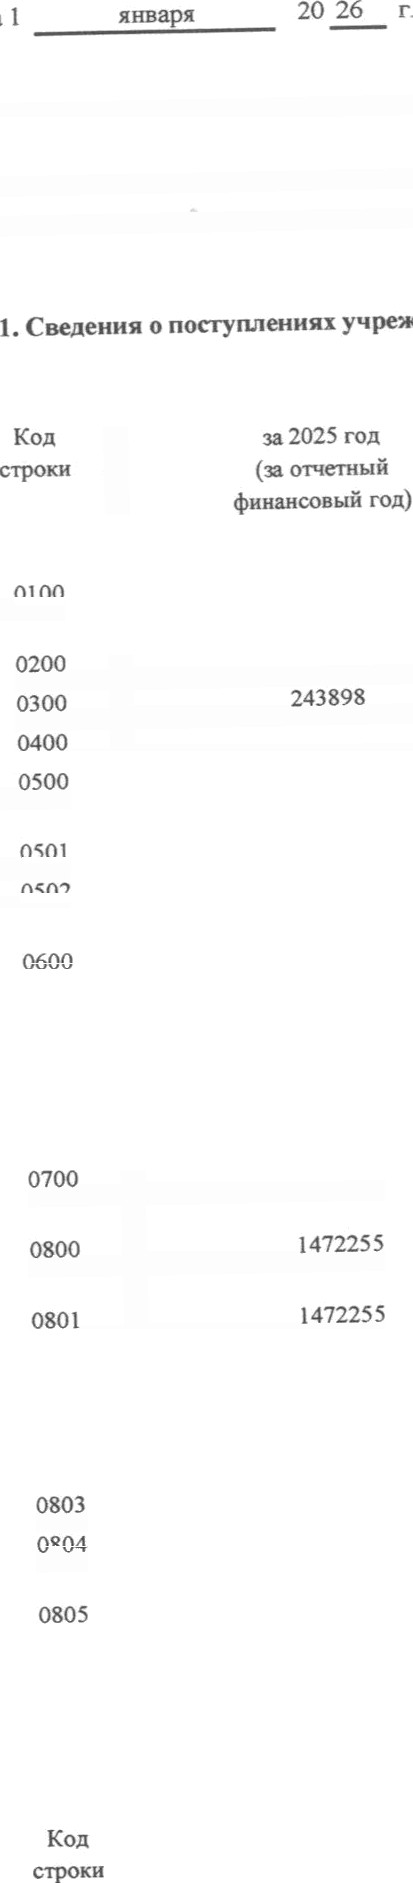 1 января 20 26 г.
1. Сведения о поступлениях учреж
Код за 2025 год
строки (за отчетный
финансовый год)
0100
0200
0300 243898
0400
0500
0501
0502
0600
0700
0800 1472255
0801 1472255
0803
0804
0805
Код
строки